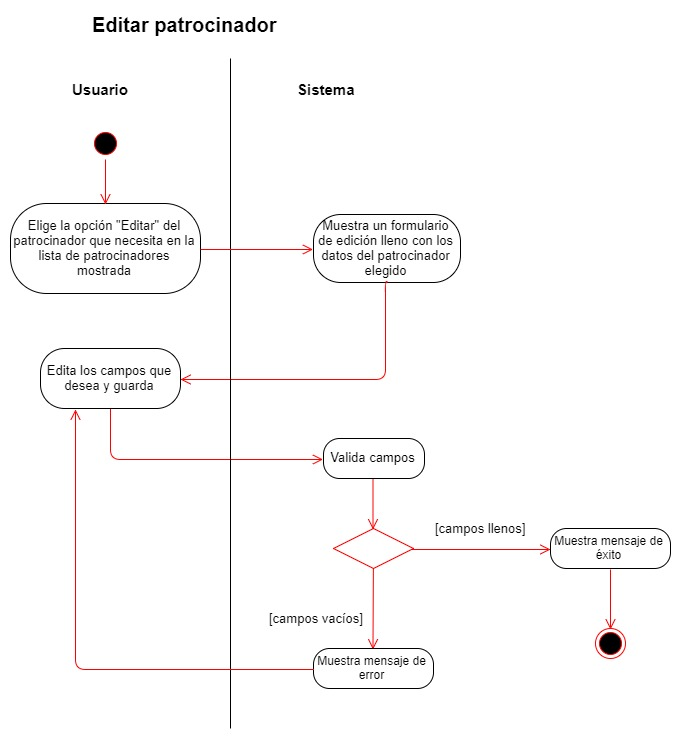 Editar patrocinador
Usuario
Sistema
Elige la opción "Editar" del
patrocinador que necesita en la
lista de patrocinadores
mostrada
Muestra un formulario
de edición lleno con los
datos del patrocinador
elegido
Edita los campos que
desea y guarda
Valida campos
[campos llenos]
Muestra mensaje de
éxito
[campos vacíos]
Muestra mensaje de
error